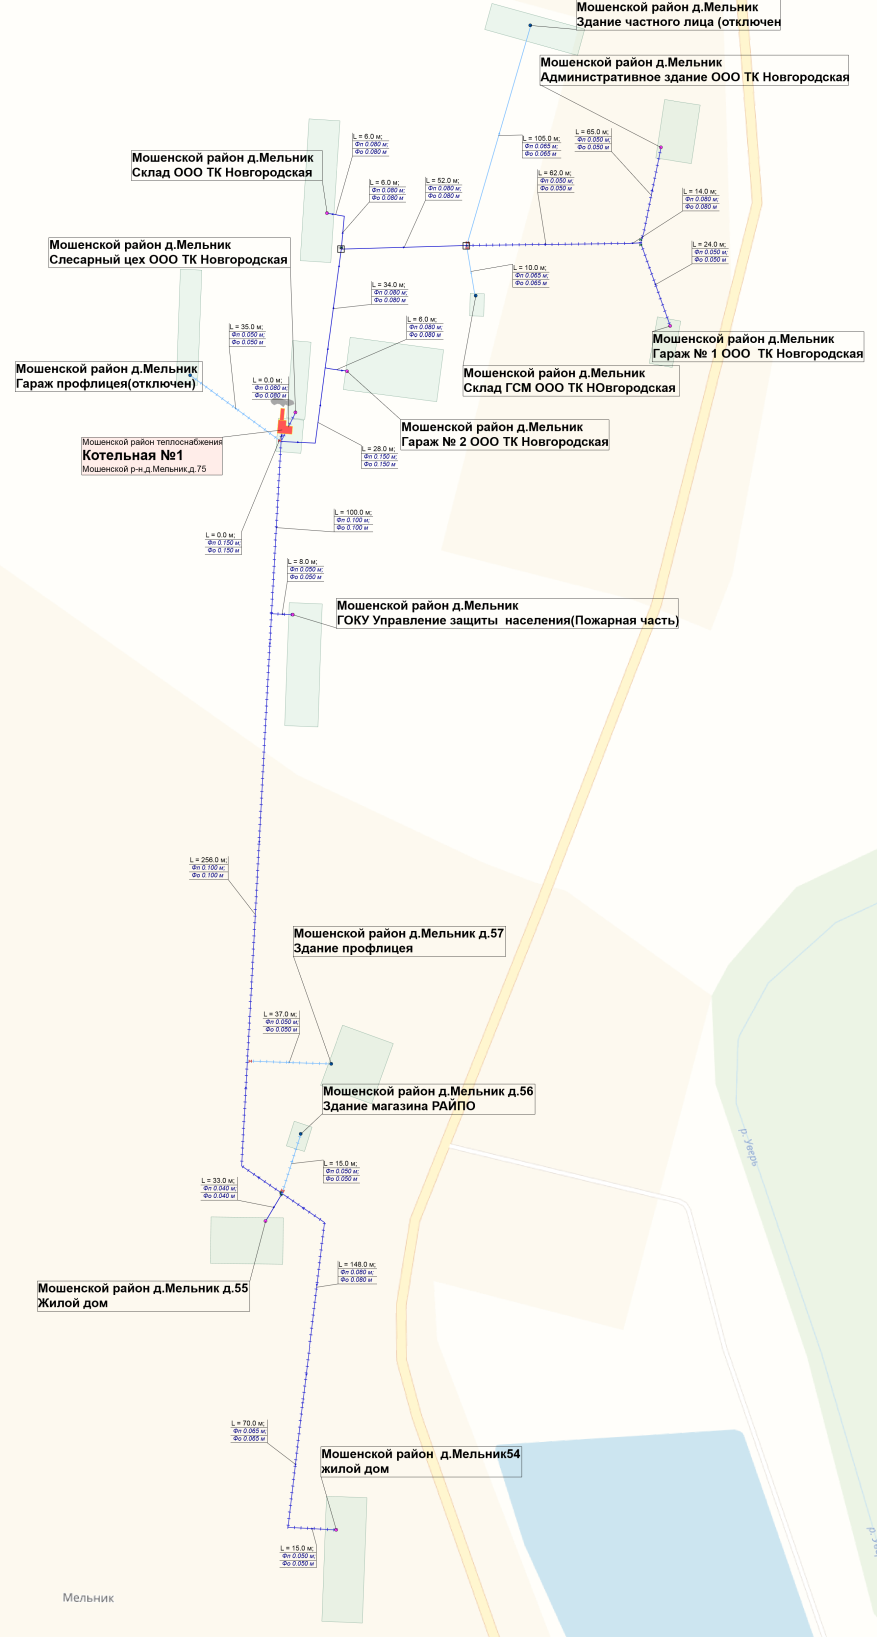 Мошенской район д.Мельник
Здание частного лица (отключен
Мошенской район д.Мельник
Административное здание ООО ТК Новгородская
L = 6.0 м;
Фп 0.080 м;
Фо 0.080 м
L = 105.0 м;
Фп 0.065 м;
Фо 0.065 м
L = 65.0 м;
Фп 0.050 м;
Фо 0.050 м
Мошенской район д.Мельник
Склад ООО ТК Новгородская
L = 6.0 м;
Фп 0.080 м;
Фо 0.080 м
L = 52.0 м;
Фп 0.080 м;
Фо 0.080 м
L = 62.0 м;
Фп 0.050 м;
Фо 0.050 м
L = 14.0 м;
Фп 0.080 м;
Фо 0.080 м
Мошенской район д.Мельник
Слесарный цех ООО ТК Новгородская
L = 24.0 м;
Фп 0.050 м;
Фо 0.050 м
L = 10.0 м;
Фп 0.065 м;
Фо 0.065 м
L = 34.0 м;
Фп 0.080 м;
Фо 0.080 м
L = 6.0 м;
Фп 0.080 м;
Фо 0.080 м
L = 35.0 м;
Фп 0.050 м;
Фо 0.050 м
Мошенской район д.Мельник
Гараж № 1 ООО  ТК Новгородская
Мошенской район д.Мельник
Гараж профлицея(отключен)
L = 0.0 м;
Фп 0.080 м;
Фо 0.080 м
Мошенской район д.Мельник
Склад ГСМ ООО ТК НОвгородская
Мошенской район д.Мельник
Гараж № 2 ООО ТК Новгородская
Мошенской район теплоснабжения
Котельная №1
Мошенской р-н,д.Мельник,д.75
L = 28.0 м;
Фп 0.150 м;
Фо 0.150 м
L = 100.0 м;
Фп 0.100 м;
Фо 0.100 м
L = 0.0 м;
Фп 0.150 м;
Фо 0.150 м
L = 8.0 м;
Фп 0.050 м;
Фо 0.050 м
Мошенской район д.Мельник
ГОКУ Управление защиты  населения(Пожарная часть)
L = 256.0 м;
Фп 0.100 м;
Фо 0.100 м
Мошенской район д.Мельник д.57
Здание профлицея
L = 37.0 м;
Фп 0.050 м;
Фо 0.050 м
Мошенской район д.Мельник д.56
Здание магазина РАЙПО
р. Уверь
L = 15.0 м;
Фп 0.050 м;
Фо 0.050 м
L = 33.0 м;
Фп 0.040 м;
Фо 0.040 м
L = 148.0 м;
Фп 0.080 м;
Фо 0.080 м
Мошенской район д.Мельник д.55
Жилой дом
L = 70.0 м;
Фп 0.065 м;
Фо 0.065 м
Мошенской район  д.Мельник54
жилой дом
L = 15.0 м;
Фп 0.050 м;
Фо 0.050 м
Мельник